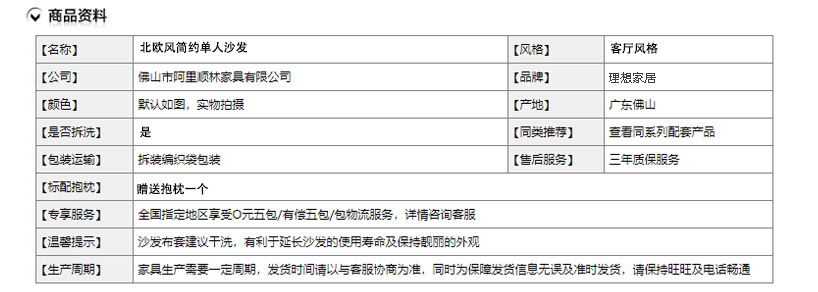 商品资料
【名称】 北欧风简约单人沙发 【风格】 客厅风格
【公司】 佛山市阿里顺林家具有限公司 【品牌】 理想家居
【颜色】 默认如图，实物拍摄 【产地】 广东佛山
【是否拆洗】 是 【同类推荐】 查看同系列配套产品
【包装运输】 拆装编织袋包装 【售后服务】 三年质保服务
【标配抱枕】 赠送抱枕一个
【专享服务】 全国指定地区享受O元五包/有偿五包/包物流服务，详情咨询客服
【温馨提示】 沙发布套建议干洗，有利于延长沙发的使用寿命及保持靓丽的外观
【生产周期】 家具生产需要一定周期，发货时间请以与客服协商为准，同时为保障发货信息无误及准时发货，请保持旺旺及电话畅通